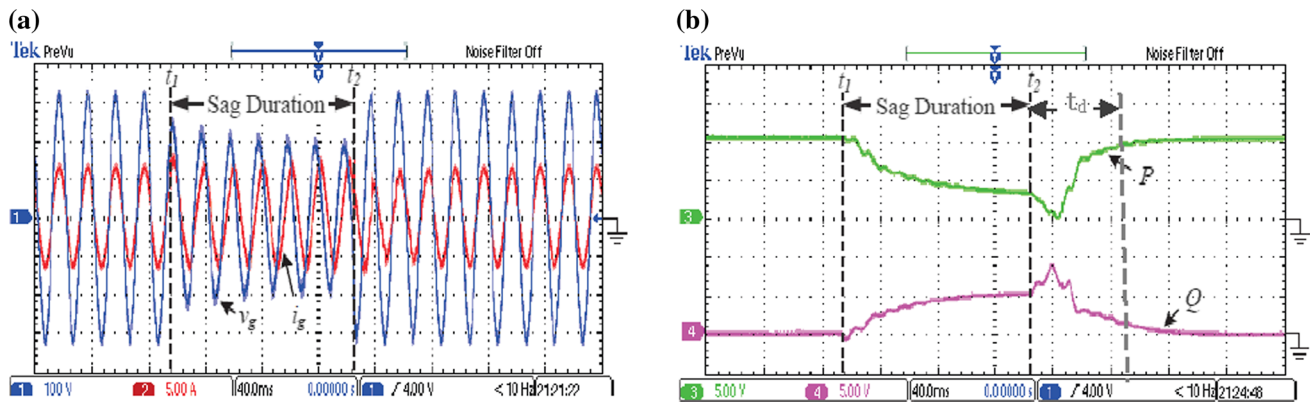 (a)
Tek PreVu
Noise Filter Off
t1
t2
Sag Duration
1
vg
ig
1 100 V
2 5.00 A
40.0ms
0.00000 s
1 / 4.00 V
< 10 Hz
21:21:22
(b)
Tek PreVu
Noise Filter Off
t1
t2
Sag Duration
td
P
3
Q
4
3 5.00 V
4 5.00 V
40.0ms
0.00000 s
1 / 4.00 V
< 10 Hz
21:24:48